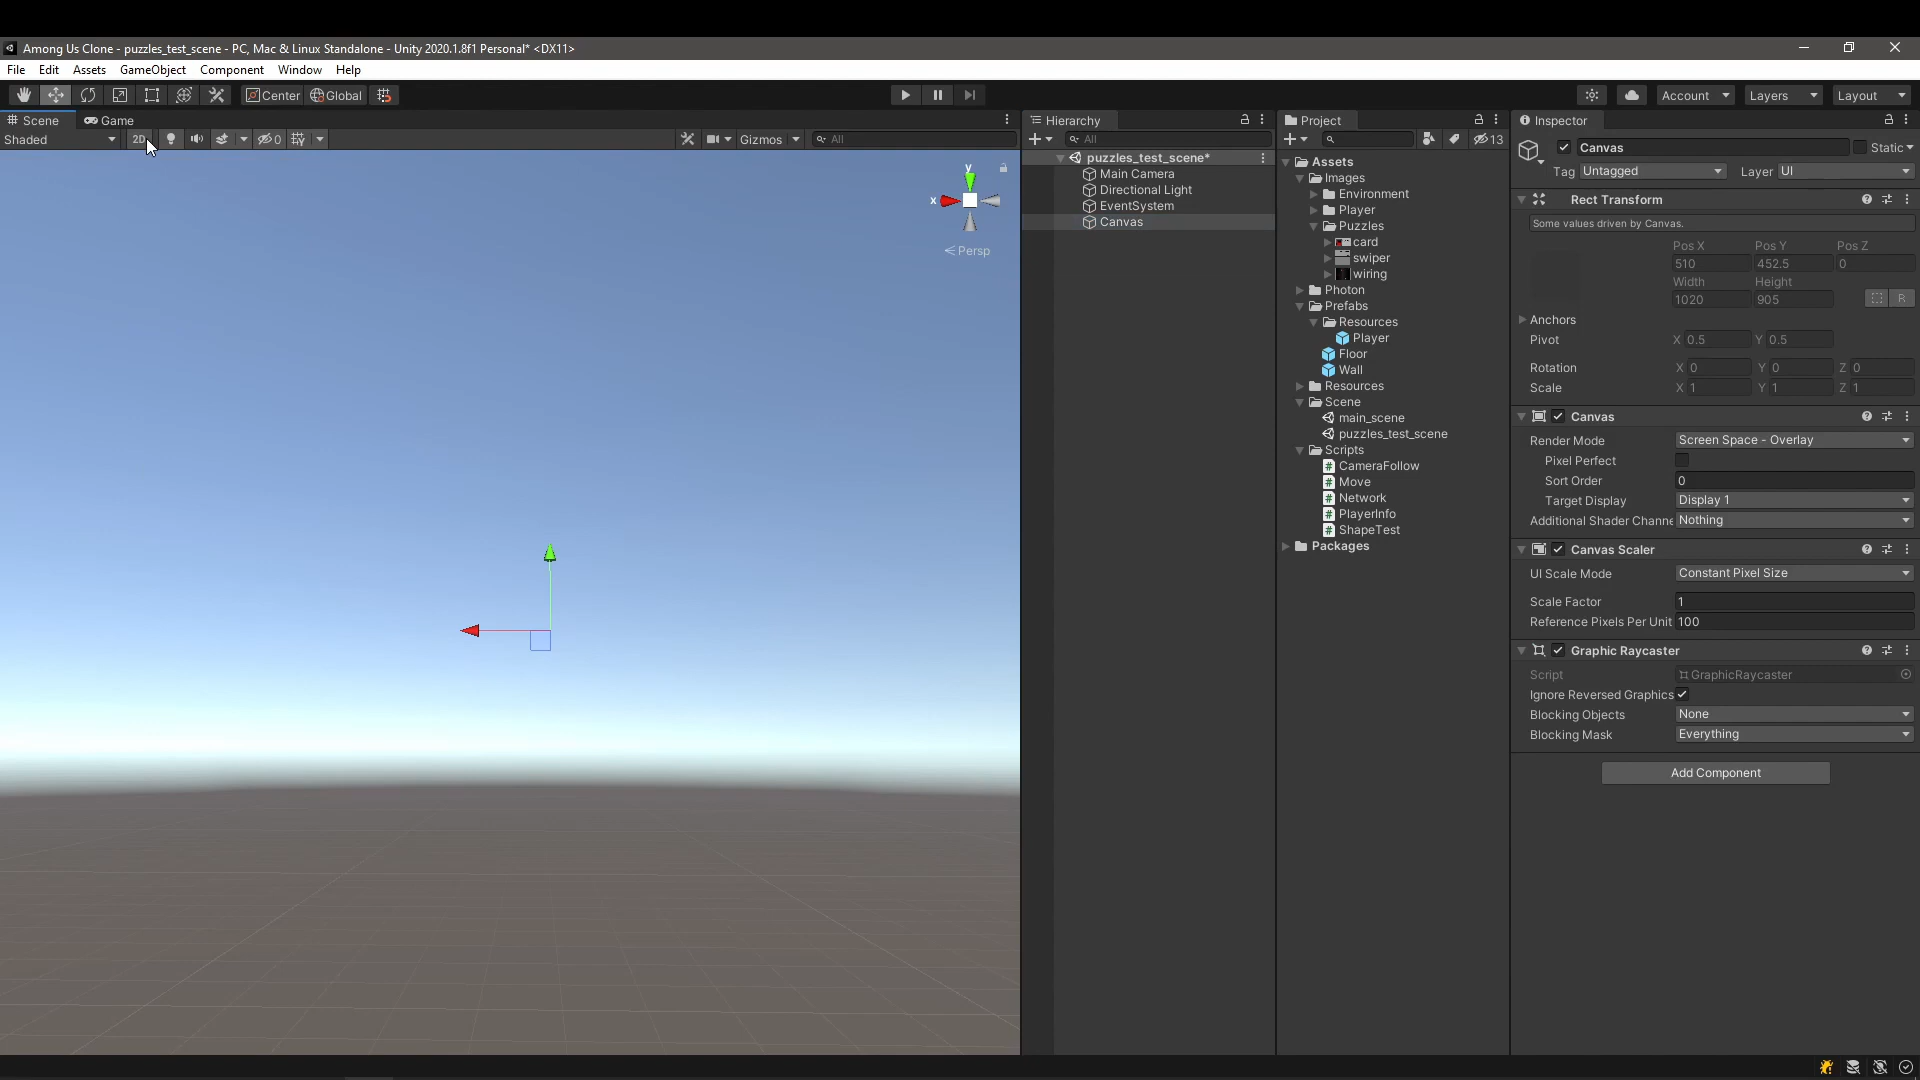 Among Us Clone - puzzles_test_scene - PC, Mac & Linux Standalone - Unity 2020.1.8f1 Personal* <DX11>
File Edit Assets GameObject Component Window Help
Center Global Account Layers Layout
Scene Game
Shaded 2D 0 Gizmos All
y
x
Persp
Hierarchy
All
puzzles_test_scene*
Main Camera
Directional Light
EventSystem
Canvas
Project
13
Assets
Images
Environment
Player
Puzzles
card
swiper
wiring
Photon
Prefabs
Resources
Player
Floor
Wall
Resources
Scene
main_scene
puzzles_test_scene
Scripts
CameraFollow
Move
Network
PlayerInfo
ShapeTest
Packages
Inspector
Canvas Static
Tag Untagged Layer UI
Rect Transform
Some values driven by Canvas.
Pos X Pos Y Pos Z
510 452.5 0
Width Height
1020 905 R
Anchors
Pivot X 0.5 Y 0.5
Rotation X 0 Y 0 Z 0
Scale X 1 Y 1 Z 1
Canvas
Render Mode Screen Space - Overlay
Pixel Perfect
Sort Order 0
Target Display Display 1
Additional Shader Channe Nothing
Canvas Scaler
UI Scale Mode Constant Pixel Size
Scale Factor 1
Reference Pixels Per Unit 100
Graphic Raycaster
Script GraphicRaycaster
Ignore Reversed Graphics
Blocking Objects None
Blocking Mask Everything
Add Component